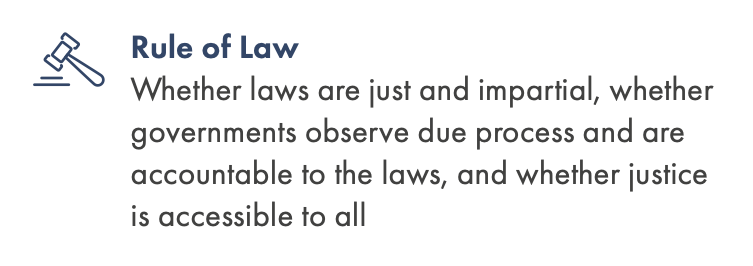 Rule of Law
Whether laws are just and impartial, whether
governments observe due process and are
accountable to the laws, and whether justice
is accessible to all